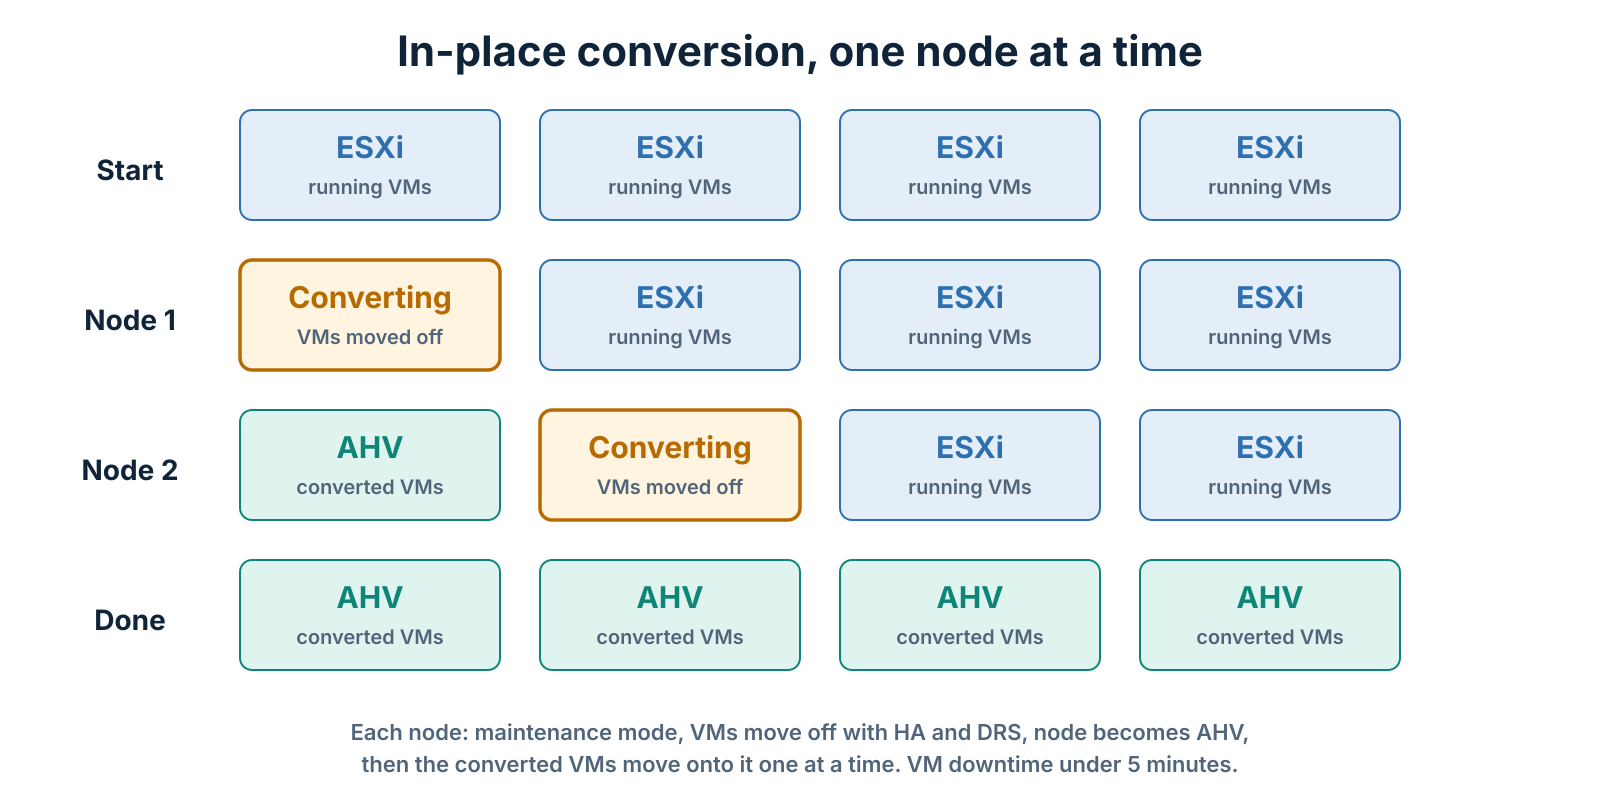 In-place conversion, one node at a time
Start
ESXi
running VMs
ESXi
running VMs
ESXi
running VMs
ESXi
running VMs
Node 1
Converting
VMs moved off
ESXi
running VMs
ESXi
running VMs
ESXi
running VMs
Node 2
AHV
converted VMs
Converting
VMs moved off
ESXi
running VMs
ESXi
running VMs
Done
AHV
converted VMs
AHV
converted VMs
AHV
converted VMs
AHV
converted VMs
Each node: maintenance mode, VMs move off with HA and DRS, node becomes AHV,
then the converted VMs move onto it one at a time. VM downtime under 5 minutes.